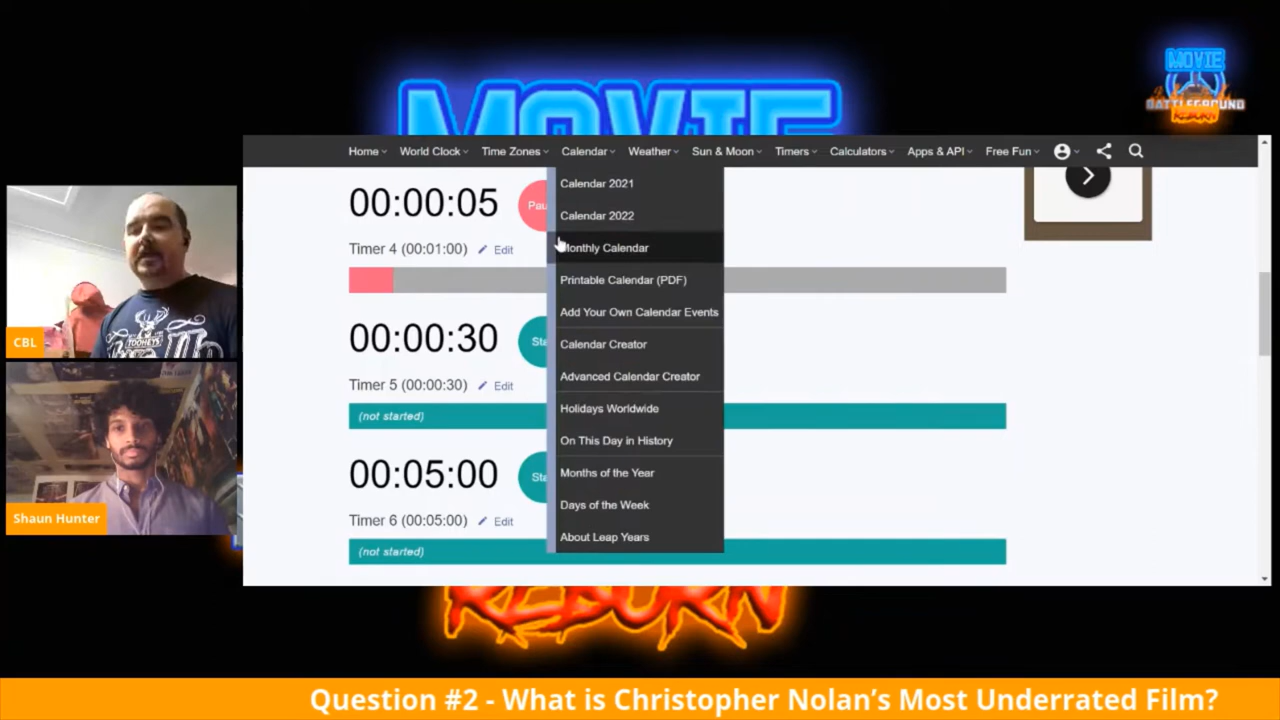 MOVIE
MOVIE
BATTLEGROUND
REBORN
Home World Clock Time Zones Calendar Weather Sun & Moon Timers Calculators Apps & API Free Fun
00:00:05
Pau
Timer 4 (00:01:00) Edit
Calendar 2021
Calendar 2022
Monthly Calendar
Printable Calendar (PDF)
Add Your Own Calendar Events
Calendar Creator
Advanced Calendar Creator
Holidays Worldwide
On This Day in History
Months of the Year
Days of the Week
About Leap Years
00:00:30
Sta
Timer 5 (00:00:30) Edit
(not started)
00:05:00
Sta
Timer 6 (00:05:00) Edit
(not started)
TOOHEYS
CBL
Shaun Hunter
REBORN
Question #2 - What is Christopher Nolan's Most Underrated Film?